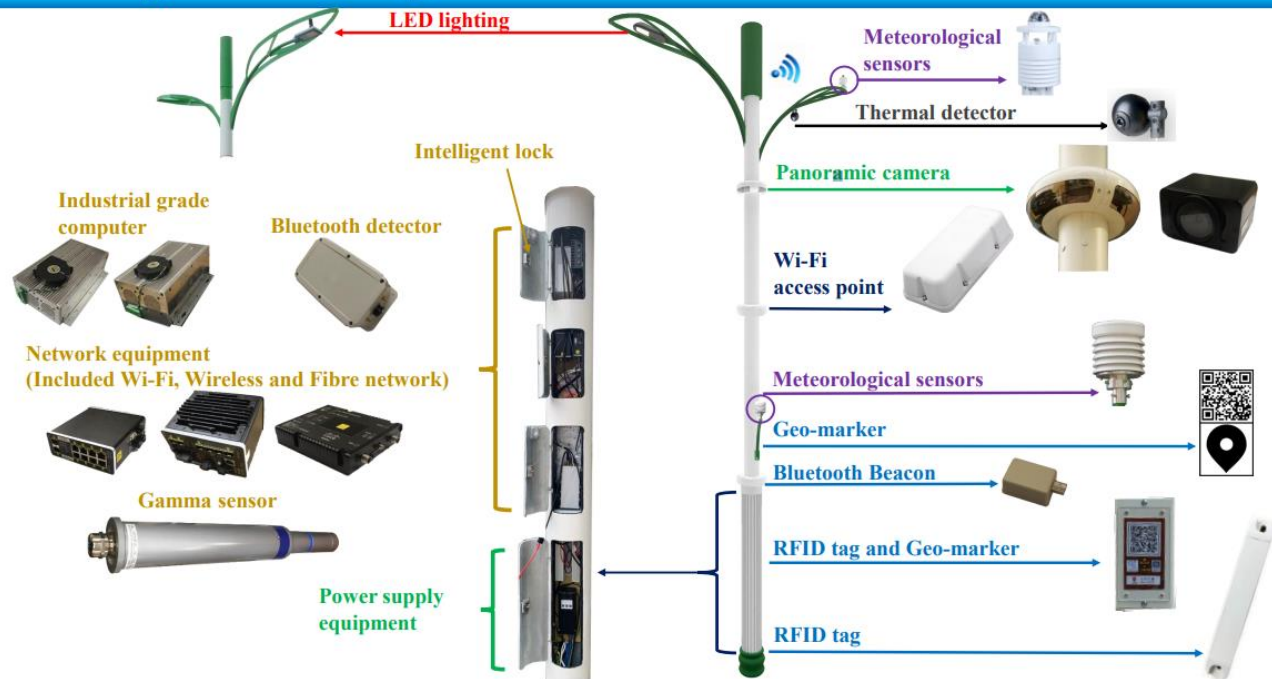 LED lighting
Meteorological
sensors
Thermal detector
Intelligent lock
Panoramic camera
Industrial grade
computer
Bluetooth detector
Wi-Fi
access point
Network equipment
(Included Wi-Fi, Wireless and Fibre network)
Meteorological sensors
Geo-marker
Bluetooth Beacon
Gamma sensor
RFID tag and Geo-marker
Power supply
equipment
RFID tag